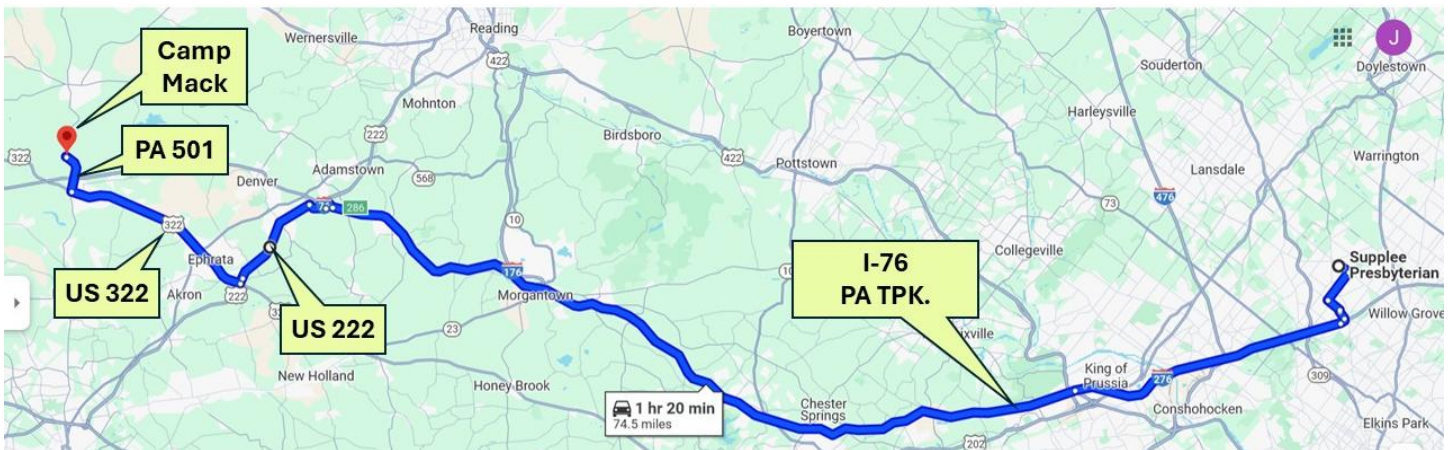 Wernersville
Reading
422
Boyertown
J
Camp
Mack
Souderton
Doylestown
Mohnton
222
Harleysville
Birdsboro
322
PA 501
Adamstown
422
Pottstown
Lansdale
Warrington
Denver
568
476
286
73
10
322
Collegeville
Supplee
Presbyterian
Ephrata
I-76
PA TPK.
US 322
176
Akron
222
Morgantown
Willow Grove
US 222
23
King of
Prussia
276
309
New Holland
Honey Brook
1 hr 20 min
74.5 miles
Chester
Springs
Conshohocken
202
Elkins Park